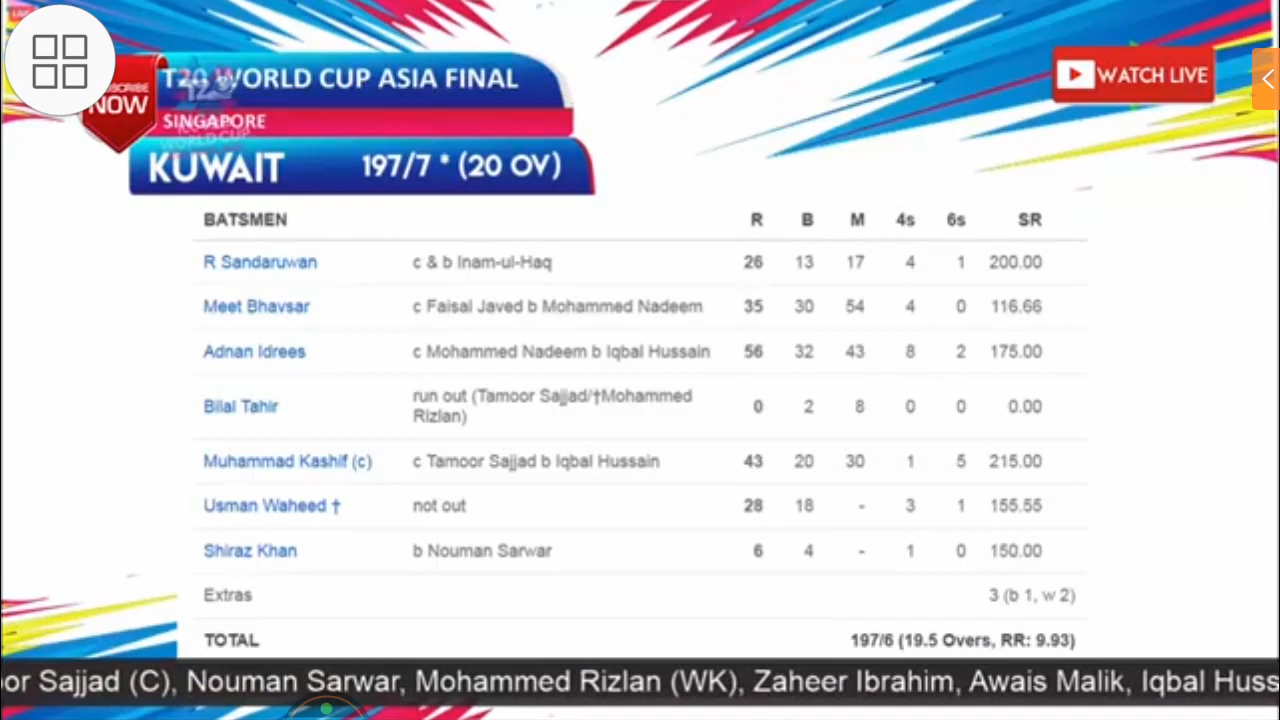 SUBSCRIBE
NOW
T20 WORLD CUP ASIA FINAL
WATCH LIVE
SINGAPORE
WORLD CUP
KUWAIT 197/7 * (20 OV)
BATSMEN R B M 4s 6s SR
R Sandaruwan c & b Inam-ul-Haq 26 13 17 4 1 200.00
Meet Bhavsar c Faisal Javed b Mohammed Nadeem 35 30 54 4 0 116.66
Adnan Idrees c Mohammed Nadeem b Iqbal Hussain 56 32 43 8 2 175.00
Bilal Tahir run out (Tamoor Sajjad/†Mohammed
Rizlan) 0 2 8 0 0 0.00
Muhammad Kashif (c) c Tamoor Sajjad b Iqbal Hussain 43 20 30 1 5 215.00
Usman Waheed † not out 28 18 - 3 1 155.55
Shiraz Khan b Nouman Sarwar 6 4 - 1 0 150.00
Extras 3 (b 1, w 2)
TOTAL 197/6 (19.5 Overs, RR: 9.93)
or Sajjad (C), Nouman Sarwar, Mohammed Rizlan (WK), Zaheer Ibrahim, Awais Malik, Iqbal Huss